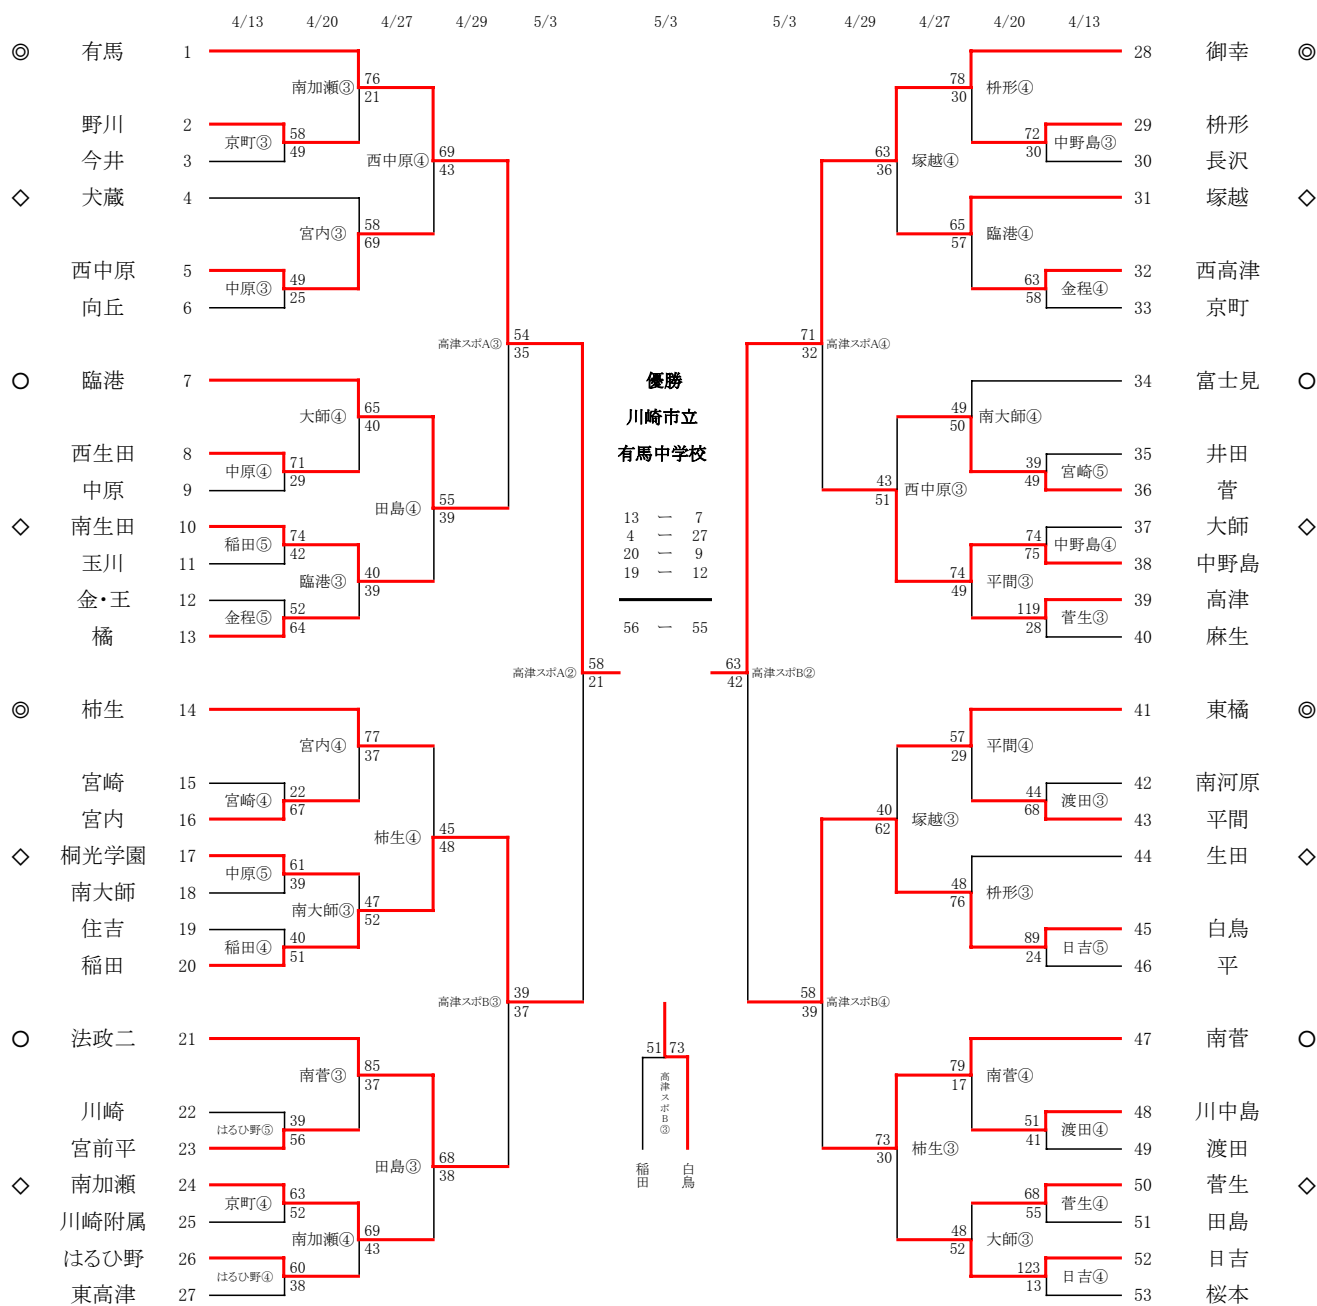 4/13 4/20 4/27 4/29 5/3 5/3 5/3 4/29 4/27 4/20 4/13
◎ 有馬 1
野川 2
今井 3
◇ 犬蔵 4
西中原 5
向丘 6
○ 臨港 7
西生田 8
中原 9
◇ 南生田 10
玉川 11
金・王 12
橘 13
◎ 柿生 14
宮崎 15
宮内 16
◇ 桐光学園 17
南大師 18
住吉 19
稲田 20
○ 法政二 21
川崎 22
宮前平 23
◇ 南加瀬 24
川崎附属 25
はるひ野 26
東高津 27
京町③ 58 49
中原③ 49 25
中原④ 71 29
稲田⑤ 74 42
金程⑤ 52 64
宮崎④ 22 67
中原⑤ 61 39
稲田④ 40 51
はるひ野⑤ 39 56
京町④ 63 52
はるひ野④ 60 38
南加瀬③ 76 21
宮内③ 58 69
大師④ 65 40
臨港③ 40 39
宮内④ 77 37
南大師③ 47 52
南菅③ 85 37
南加瀬④ 69 43
西中原④ 69 43
田島④ 55 39
柿生④ 45 48
田島③ 68 38
高津スポA③ 54 35
高津スポB③ 39 37
高津スポA② 58 21
優勝
川崎市立
有馬中学校
13 ー 7
4 ー 27
20 ー 9
19 ー 12
56 ー 55
51 73
高津スポB③
稲田
白鳥
63 42 高津スポB②
71 32 高津スポA④
58 39 高津スポB④
63 36 塚越④
43 51 西中原③
40 62 塚越③
73 30 柿生③
78 30 枡形④
65 57 臨港④
49 50 南大師④
74 49 平間③
57 29 平間④
48 76 枡形③
79 17 南菅④
48 52 大師③
72 30 中野島③
63 58 金程④
39 49 宮崎⑤
74 75 中野島④
119 28 菅生③
44 68 渡田③
89 24 日吉⑤
51 41 渡田④
68 55 菅生④
123 13 日吉④
28 御幸 ◎
29 枡形
30 長沢
31 塚越 ◇
32 西高津
33 京町
34 富士見 ○
35 井田
36 菅
37 大師 ◇
38 中野島
39 高津
40 麻生
41 東橘 ◎
42 南河原
43 平間
44 生田 ◇
45 白鳥
46 平
47 南菅 ○
48 川中島
49 渡田
50 菅生 ◇
51 田島
52 日吉
53 桜本